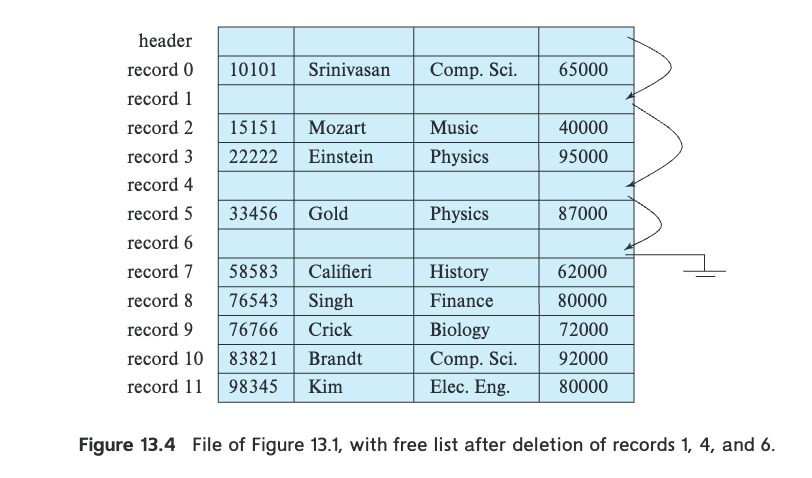 header
record 0 10101 Srinivasan Comp. Sci. 65000
record 1
record 2 15151 Mozart Music 40000
record 3 22222 Einstein Physics 95000
record 4
record 5 33456 Gold Physics 87000
record 6
record 7 58583 Califieri History 62000
record 8 76543 Singh Finance 80000
record 9 76766 Crick Biology 72000
record 10 83821 Brandt Comp. Sci. 92000
record 11 98345 Kim Elec. Eng. 80000
Figure 13.4 File of Figure 13.1, with free list after deletion of records 1, 4, and 6.